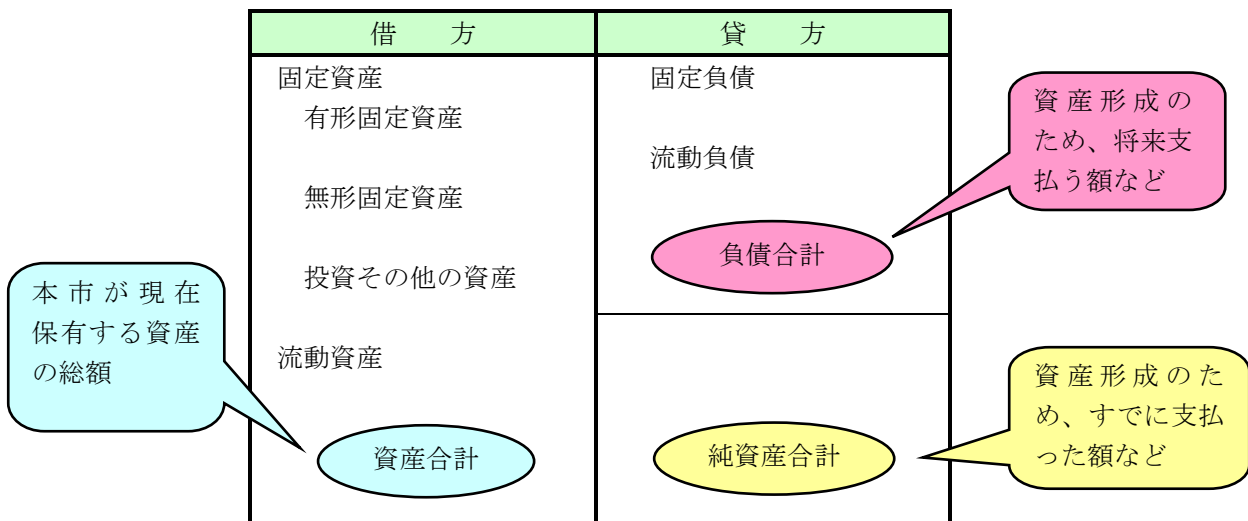 借　方
貸　方
固定資産
有形固定資産
無形固定資産
投資その他の資産
流動資産
資産合計
固定負債
流動負債
負債合計
純資産合計
本市が現在
保有する資産
の総額
資産形成の
ため、将来支
払う額など
資産形成のた
め、すでに支払
った額など